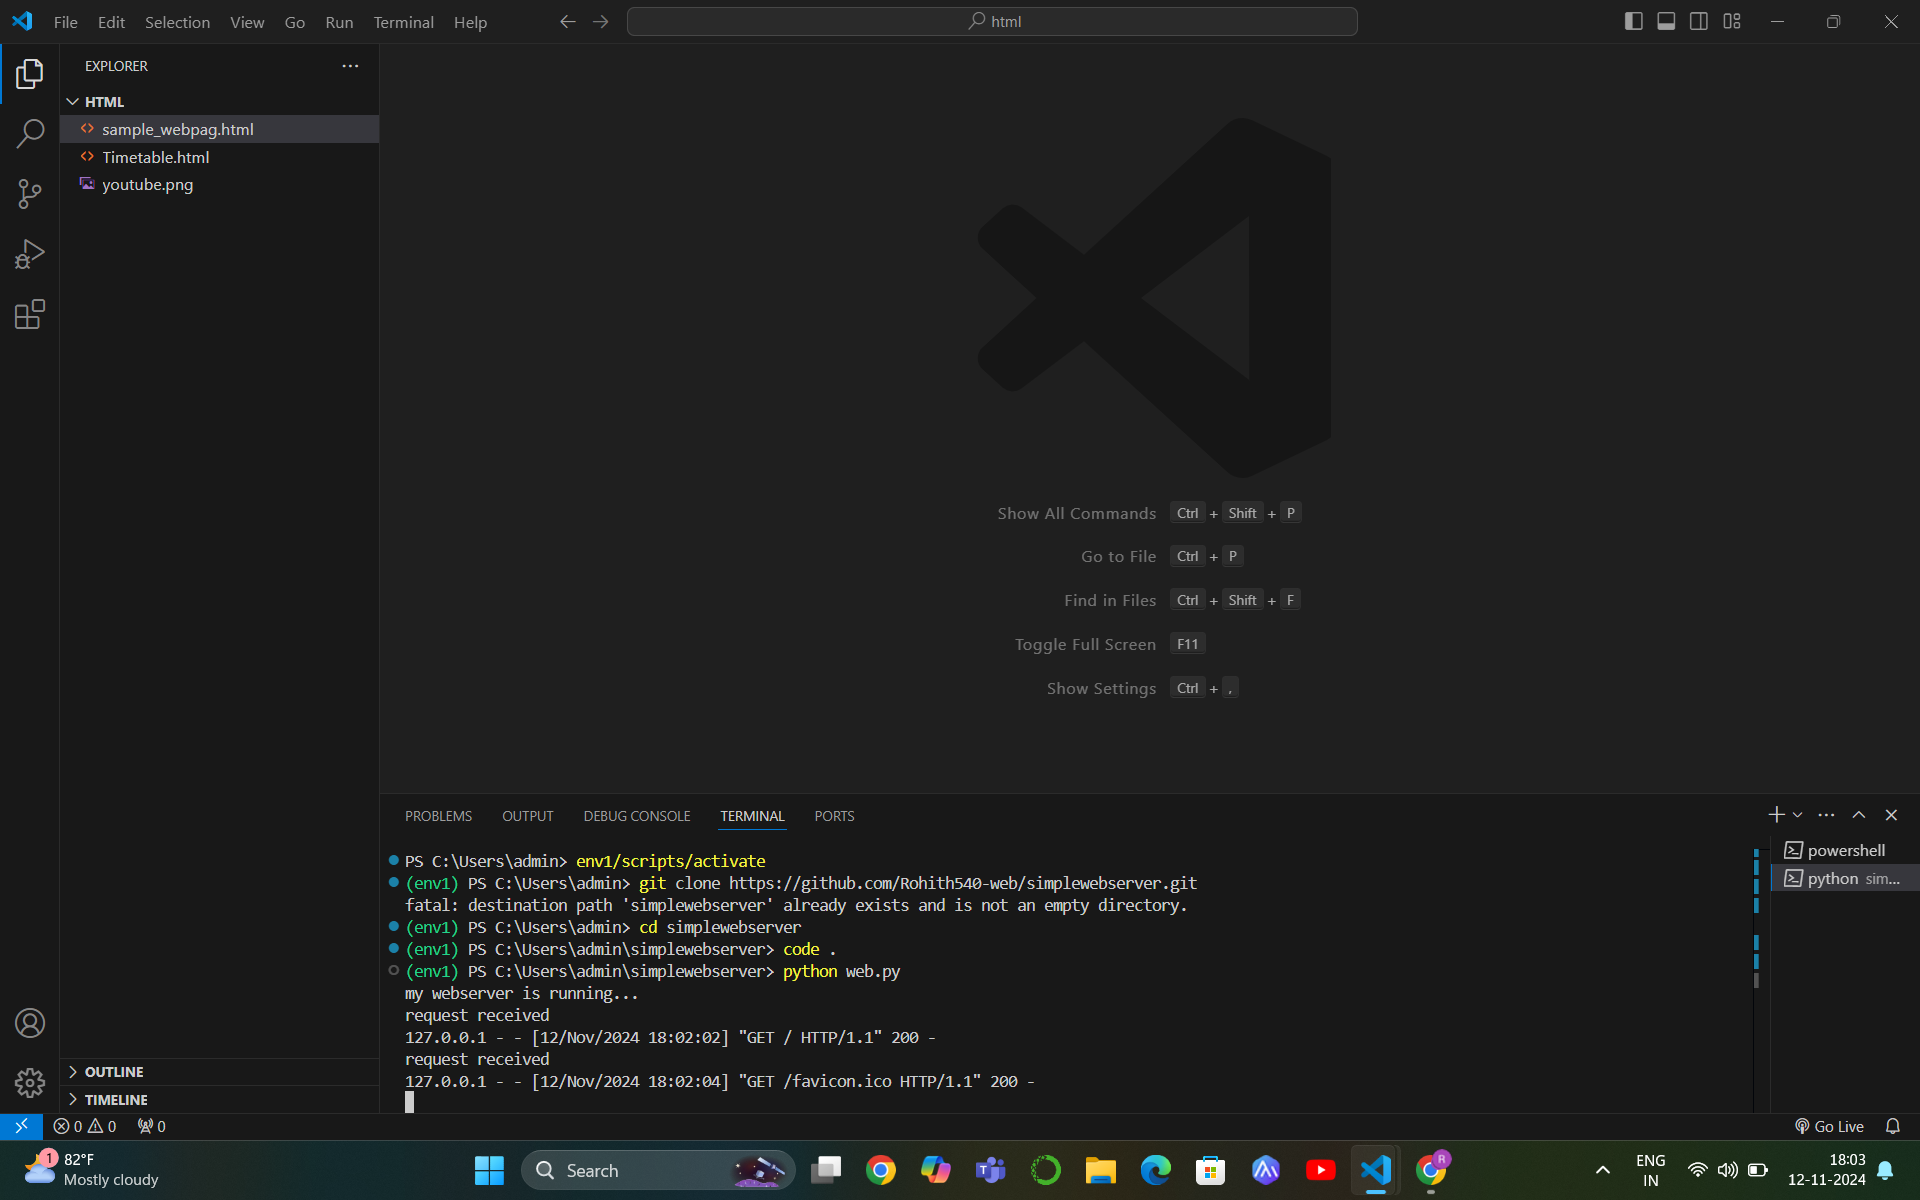 File Edit Selection View Go Run Terminal Help
html
EXPLORER
HTML
sample_webpag.html
Timetable.html
youtube.png
Show All Commands Ctrl + Shift + P
Go to File Ctrl + P
Find in Files Ctrl + Shift + F
Toggle Full Screen F11
Show Settings Ctrl + ,
PROBLEMS OUTPUT DEBUG CONSOLE TERMINAL PORTS
PS C:\Users\admin> env1/scripts/activate
(env1) PS C:\Users\admin> git clone https://github.com/Rohith540-web/simplewebserver.git
fatal: destination path 'simplewebserver' already exists and is not an empty directory.
(env1) PS C:\Users\admin> cd simplewebserver
(env1) PS C:\Users\admin\simplewebserver> code .
(env1) PS C:\Users\admin\simplewebserver> python web.py
my webserver is running...
request received
127.0.0.1 - - [12/Nov/2024 18:02:02] "GET / HTTP/1.1" 200 -
request received
127.0.0.1 - - [12/Nov/2024 18:02:04] "GET /favicon.ico HTTP/1.1" 200 -
powershell
python sim...
OUTLINE
TIMELINE
0 0 0
Go Live
1
82°F
Mostly cloudy
Search
R
ENG
IN
18:03
12-11-2024